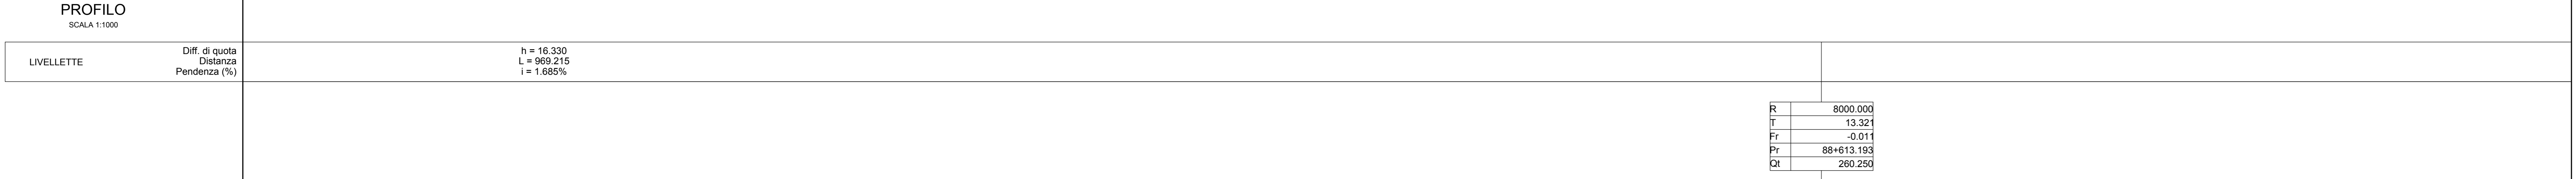 PROFILO
SCALA 1:1000
LIVELLETTE
Diff. di quota
Distanza
Pendenza (%)
h = 16.330
L = 969.215
i = 1.685%
R 8000.000
T 13.321
Fr -0.011
Pr 88+613.193
Qt 260.250